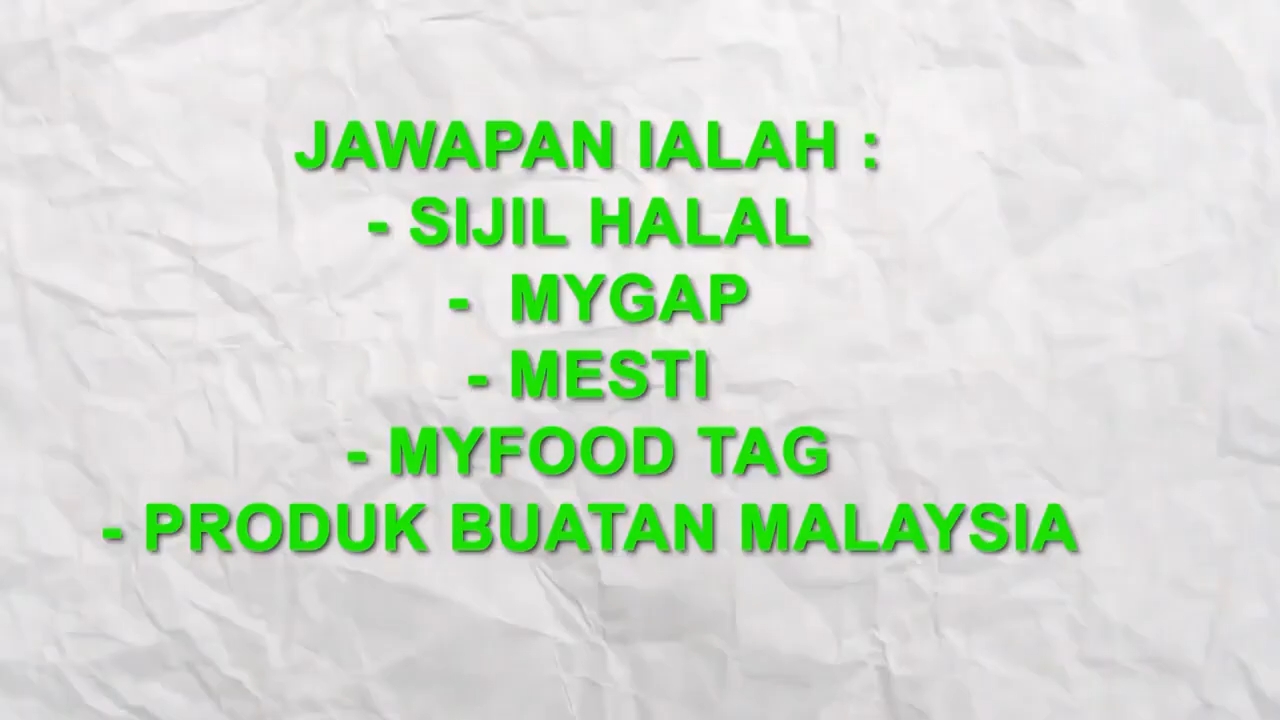 JAWAPAN IALAH :
- SIJIL HALAL
- MYGAP
- MESTI
- MYFOOD TAG
- PRODUK BUATAN MALAYSIA